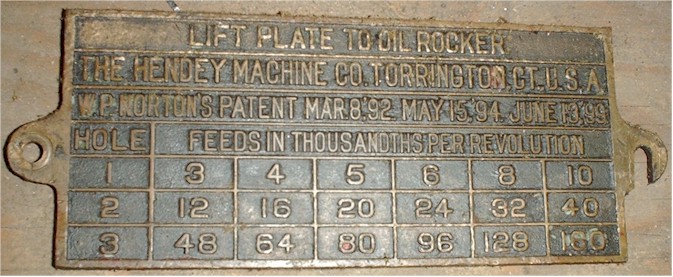 LIFT PLATE TO OIL ROCKER
THE HENDEY MACHINE CO. TORRINGTON, CT. U.S.A.
W.P. NORTON'S PATENT MAR.8,'92. MAY 15,'94. JUNE 13,'99
HOLE FEEDS IN THOUSANDTHS PER REVOLUTION
1 3 4 5 6 8 10
2 12 16 20 24 32 40
3 48 64 80 96 128 160